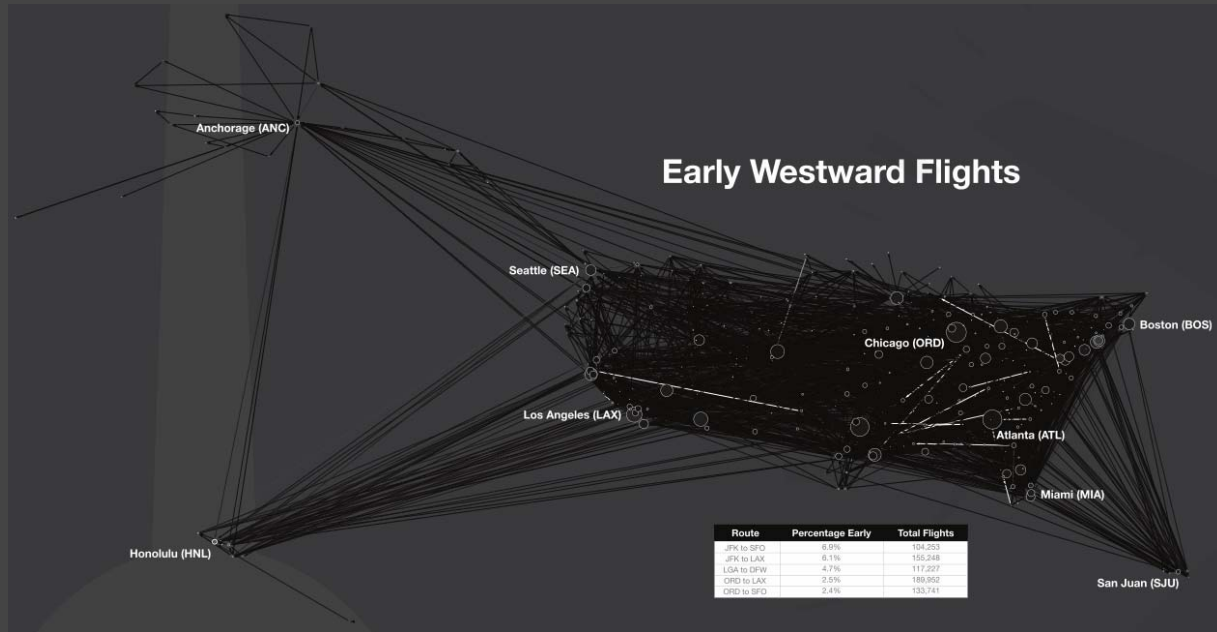 Anchorage (ANC)
Early Westward Flights
Seattle (SEA)
Boston (BOS)
Chicago (ORD)
Los Angeles (LAX)
Atlanta (ATL)
Miami (MIA)
Honolulu (HNL)
San Juan (SJU)
Route Percentage Early Total Flights
JFK to SFO 6.9% 104,253
JFK to LAX 6.1% 155,248
LGA to DFW 4.7% 117,227
ORD to LAX 2.5% 189,952
ORD to SFO 2.4% 133,741